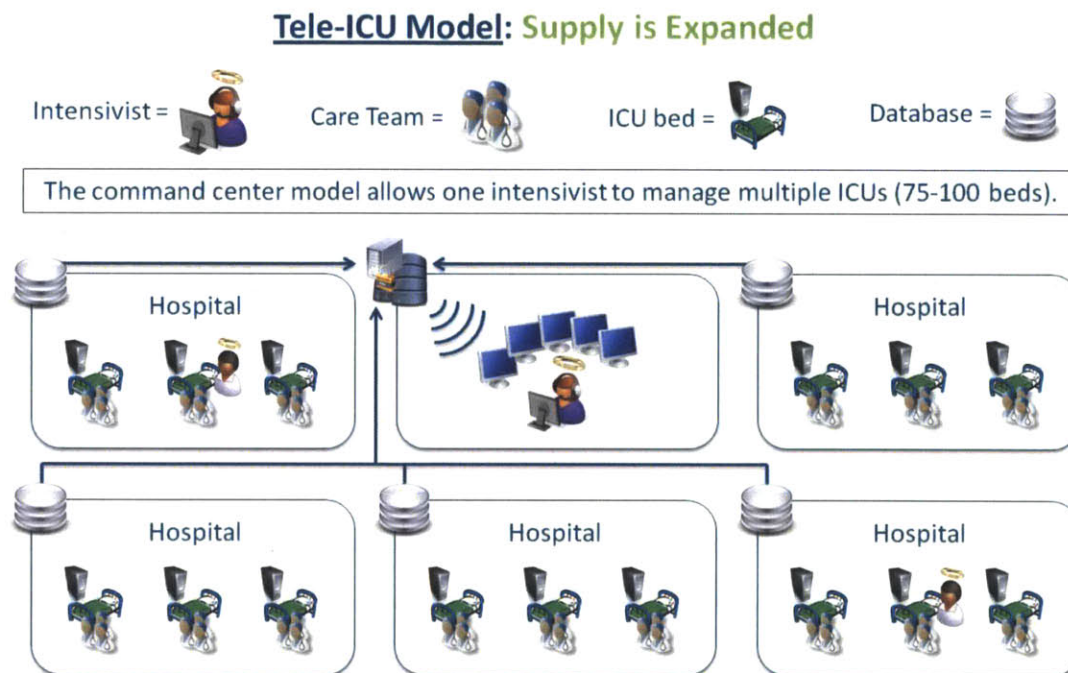 Tele-ICU Model: Supply is Expanded
Intensivist =
Care Team =
ICU bed =
Database =
The command center model allows one intensivist to manage multiple ICUs (75-100 beds).
Hospital
Hospital
Hospital
Hospital
Hospital